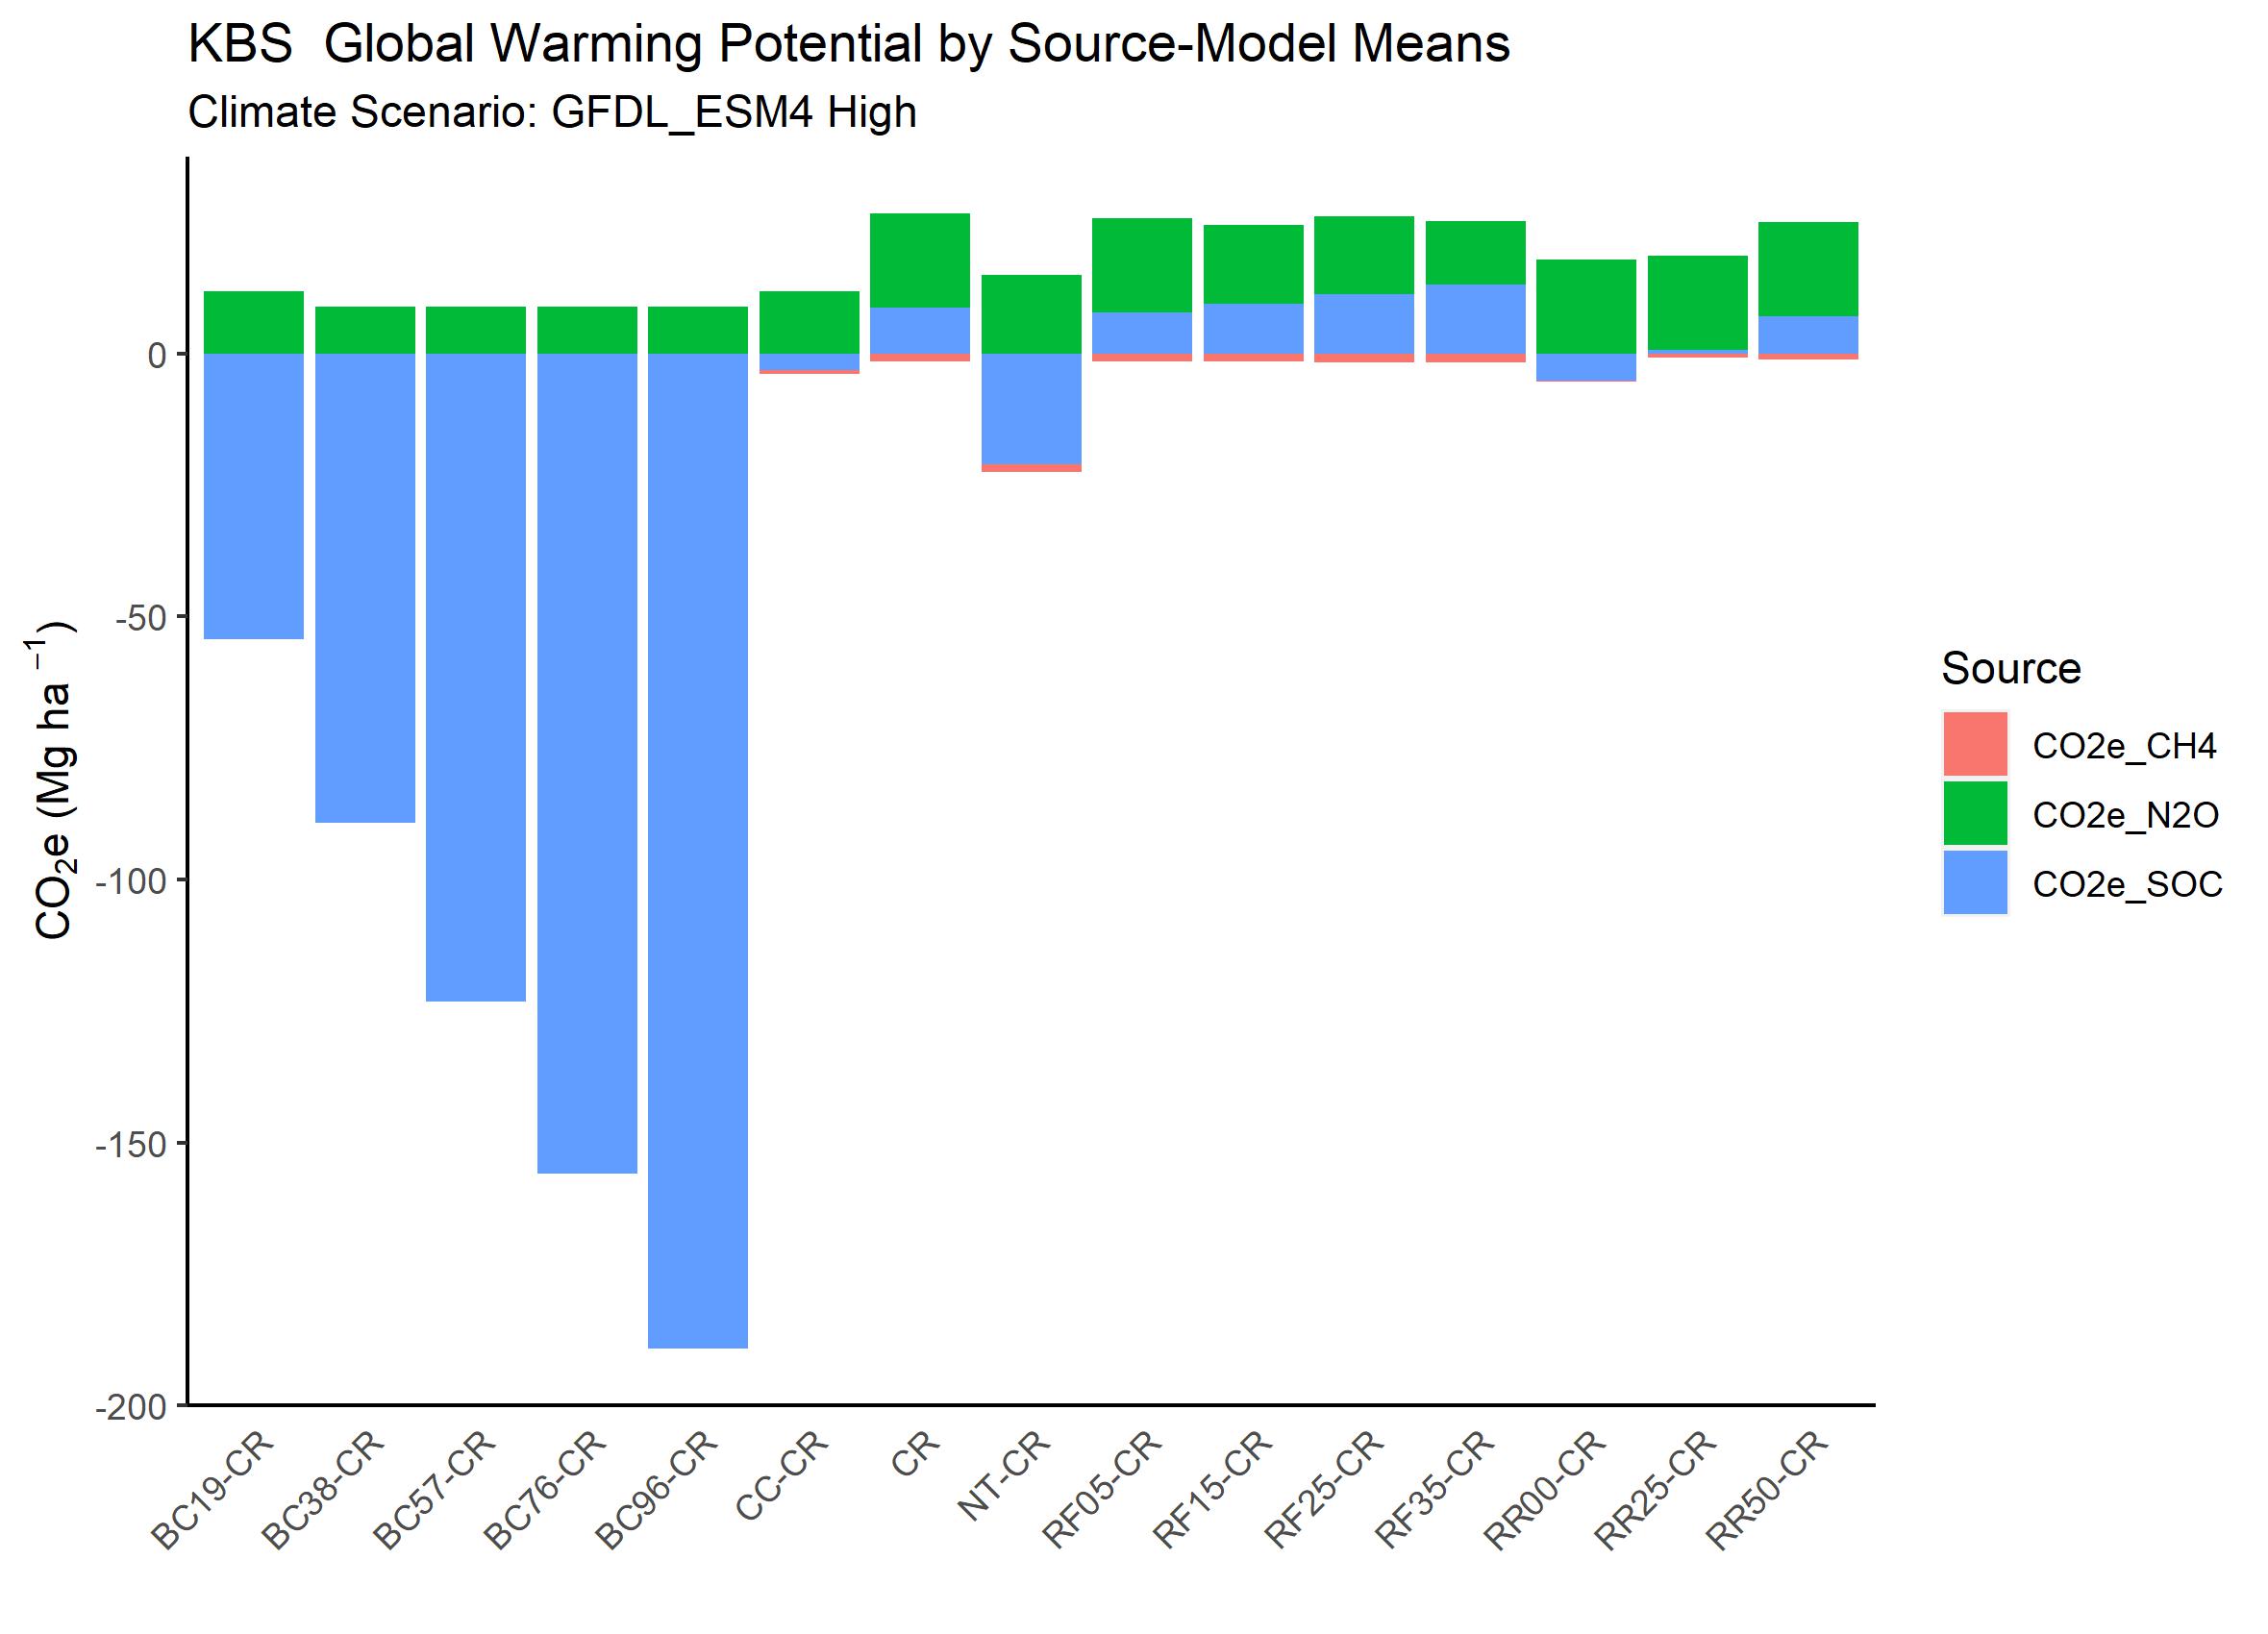 KBS  Global Warming Potential by Source-Model Means
Climate Scenario: GFDL_ESM4 High
CO₂e (Mg ha ⁻¹)
0
-50
-100
-150
-200
BC19-CR
BC38-CR
BC57-CR
BC76-CR
BC96-CR
CC-CR
CR
NT-CR
RF05-CR
RF15-CR
RF25-CR
RF35-CR
RR00-CR
RR25-CR
RR50-CR
Source
CO2e_CH4
CO2e_N2O
CO2e_SOC